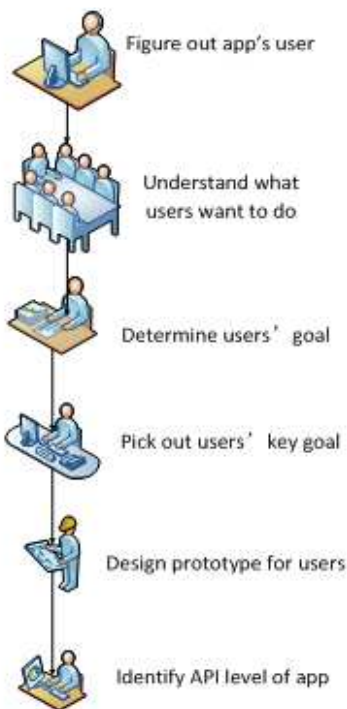 Figure out app's user
Understand what
users want to do
Determine users’ goal
Pick out users’ key goal
Design prototype for users
Identify API level of app